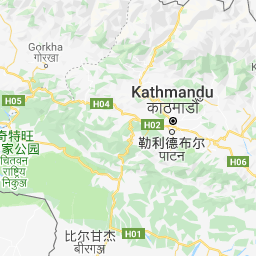 Gorkha
गोरखा
H05
H04
Kathmandu
काठमाडौँ
H02
勒利德布尔
पाटन
H06
奇特旺
家公园
चितवन
राष्ट्रिय
निकुञ्ज
比尔甘杰
बीरगञ्ज
H01